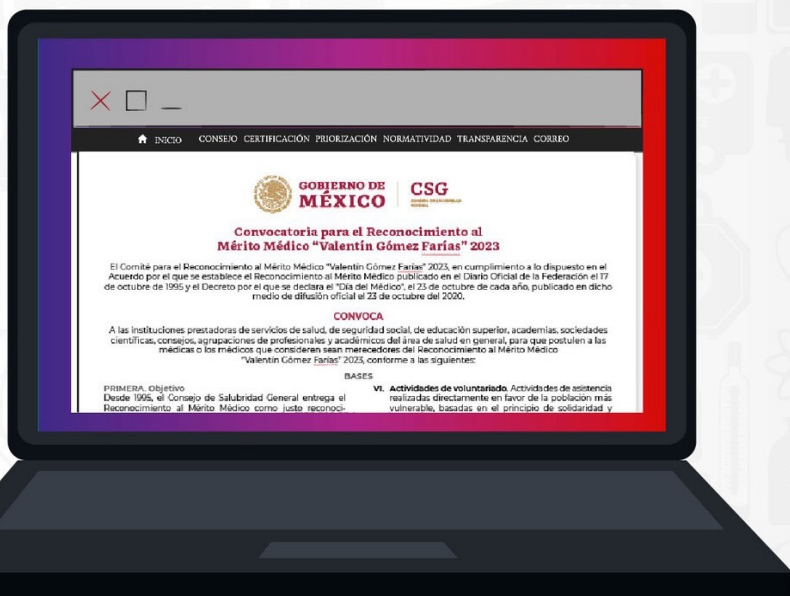 INICIO CONSEJO CERTIFICACIÓN PRIORIZACIÓN NORMATIVIDAD TRANSPARENCIA CORREO
GOBIERNO DE
MÉXICO
CSG
Convocatoria para el Reconocimiento al
Mérito Médico "Valentín Gómez Farías" 2023
El Comité para el Reconocimiento al Mérito Médico "Valentín Gómez Farías" 2023, en cumplimiento a lo dispuesto en el
Acuerdo por el que se establece el Reconocimiento al Mérito Médico publicado en el Diario Oficial de la Federación el 17
de octubre de 1995 y el Decreto por el que se declara el "Día del Médico", el 23 de octubre de cada año, publicado en dicho
medio de difusión oficial el 23 de octubre del 2020,
CONVOCA
A las instituciones prestadoras de servicios de salud, de seguridad social, de educación superior, academias, sociedades
científicas, consejos, agrupaciones de profesionales y académicos del área de salud en general, para que postulen a las
médicas o los médicos que consideren sean merecedores del Reconocimiento al Mérito Médico
"Valentín Gómez Farías" 2023, conforme a las siguientes:
BASES
PRIMERA. Objetivo
Desde 1995, el Consejo de Salubridad General entrega el
Reconocimiento al Mérito Médico como justo reconoci-
VI. Actividades de voluntariado. Actividades de asistencia
realizadas directamente en favor de la población más
vulnerable, basadas en el principio de solidaridad y